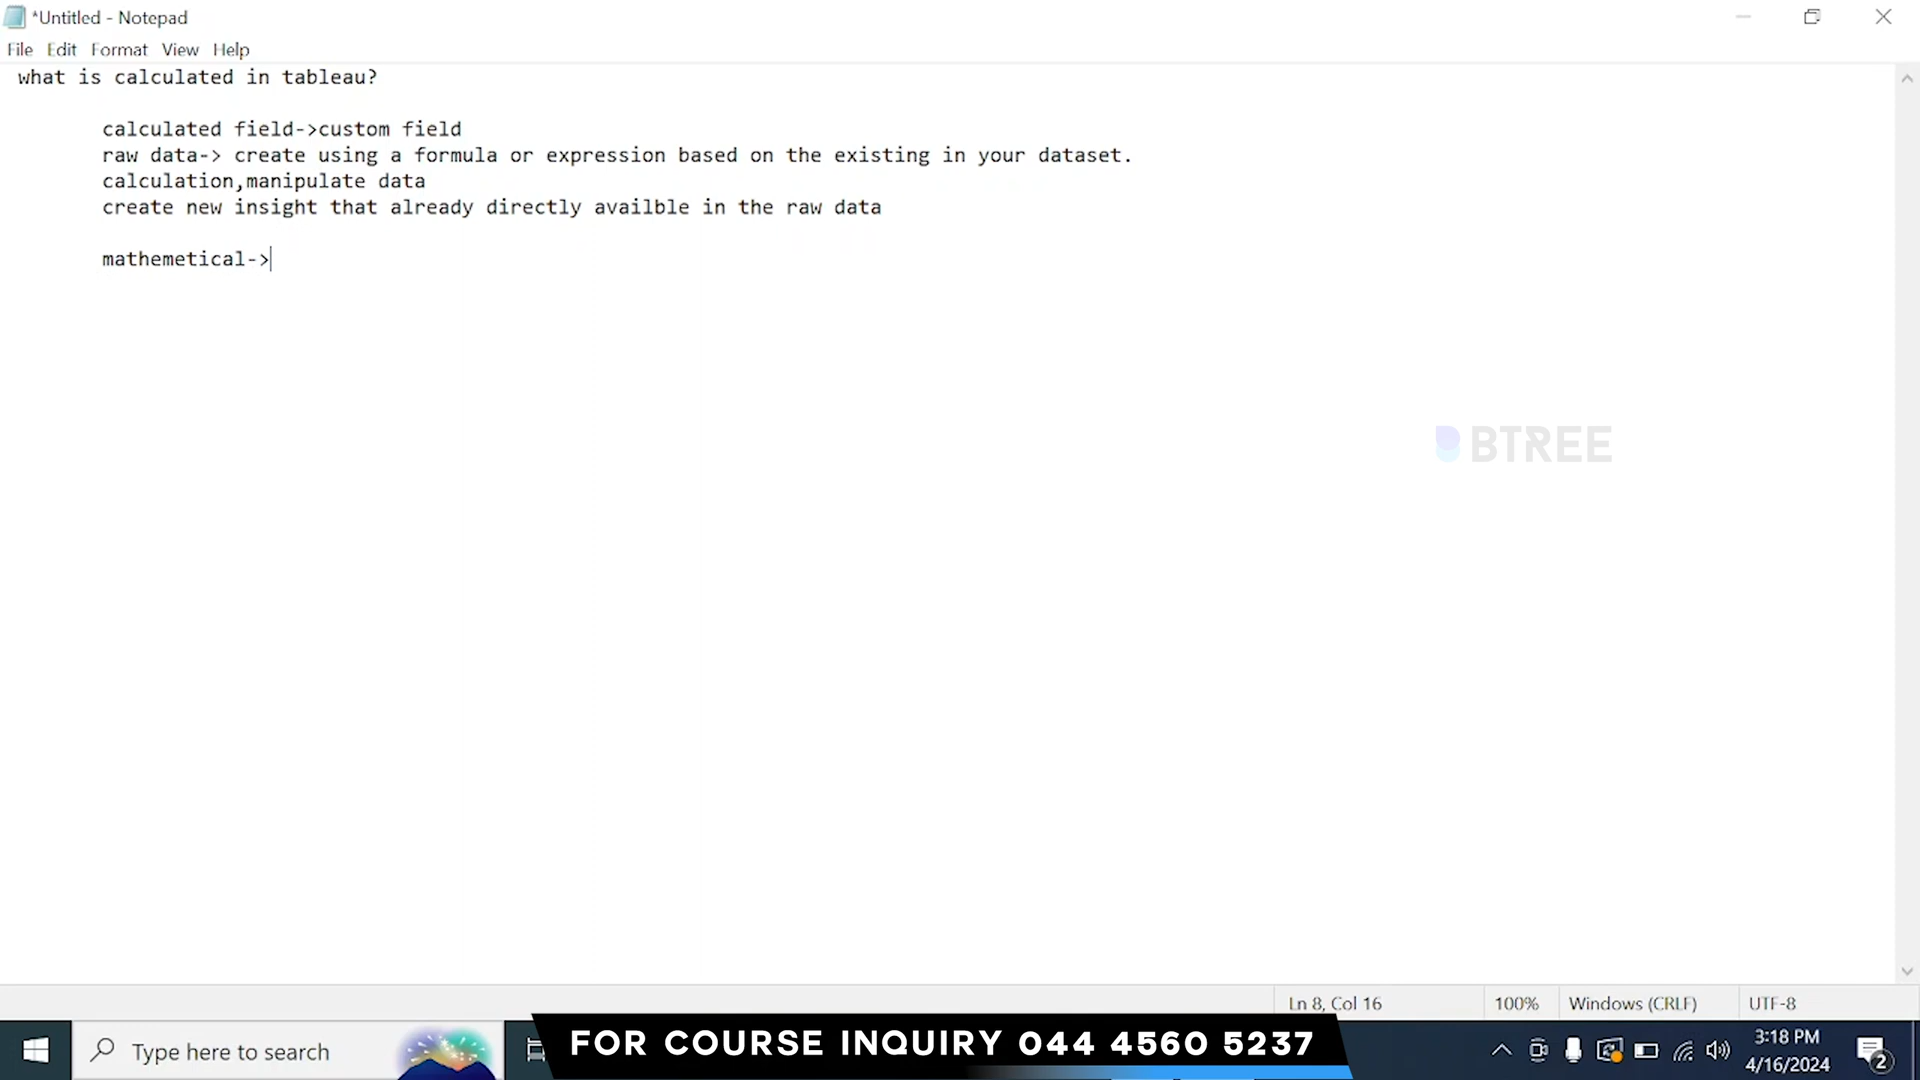 *Untitled - Notepad
File Edit Format View Help
what is calculated in tableau?
calculated field->custom field
raw data-> create using a formula or expression based on the existing in your dataset.
calculation,manipulate data
create new insight that already directly availble in the raw data
mathemetical->
BTREE
Ln 8, Col 16 100% Windows (CRLF) UTF-8
Type here to search
FOR COURSE INQUIRY 044 4560 5237
3:18 PM
4/16/2024
2